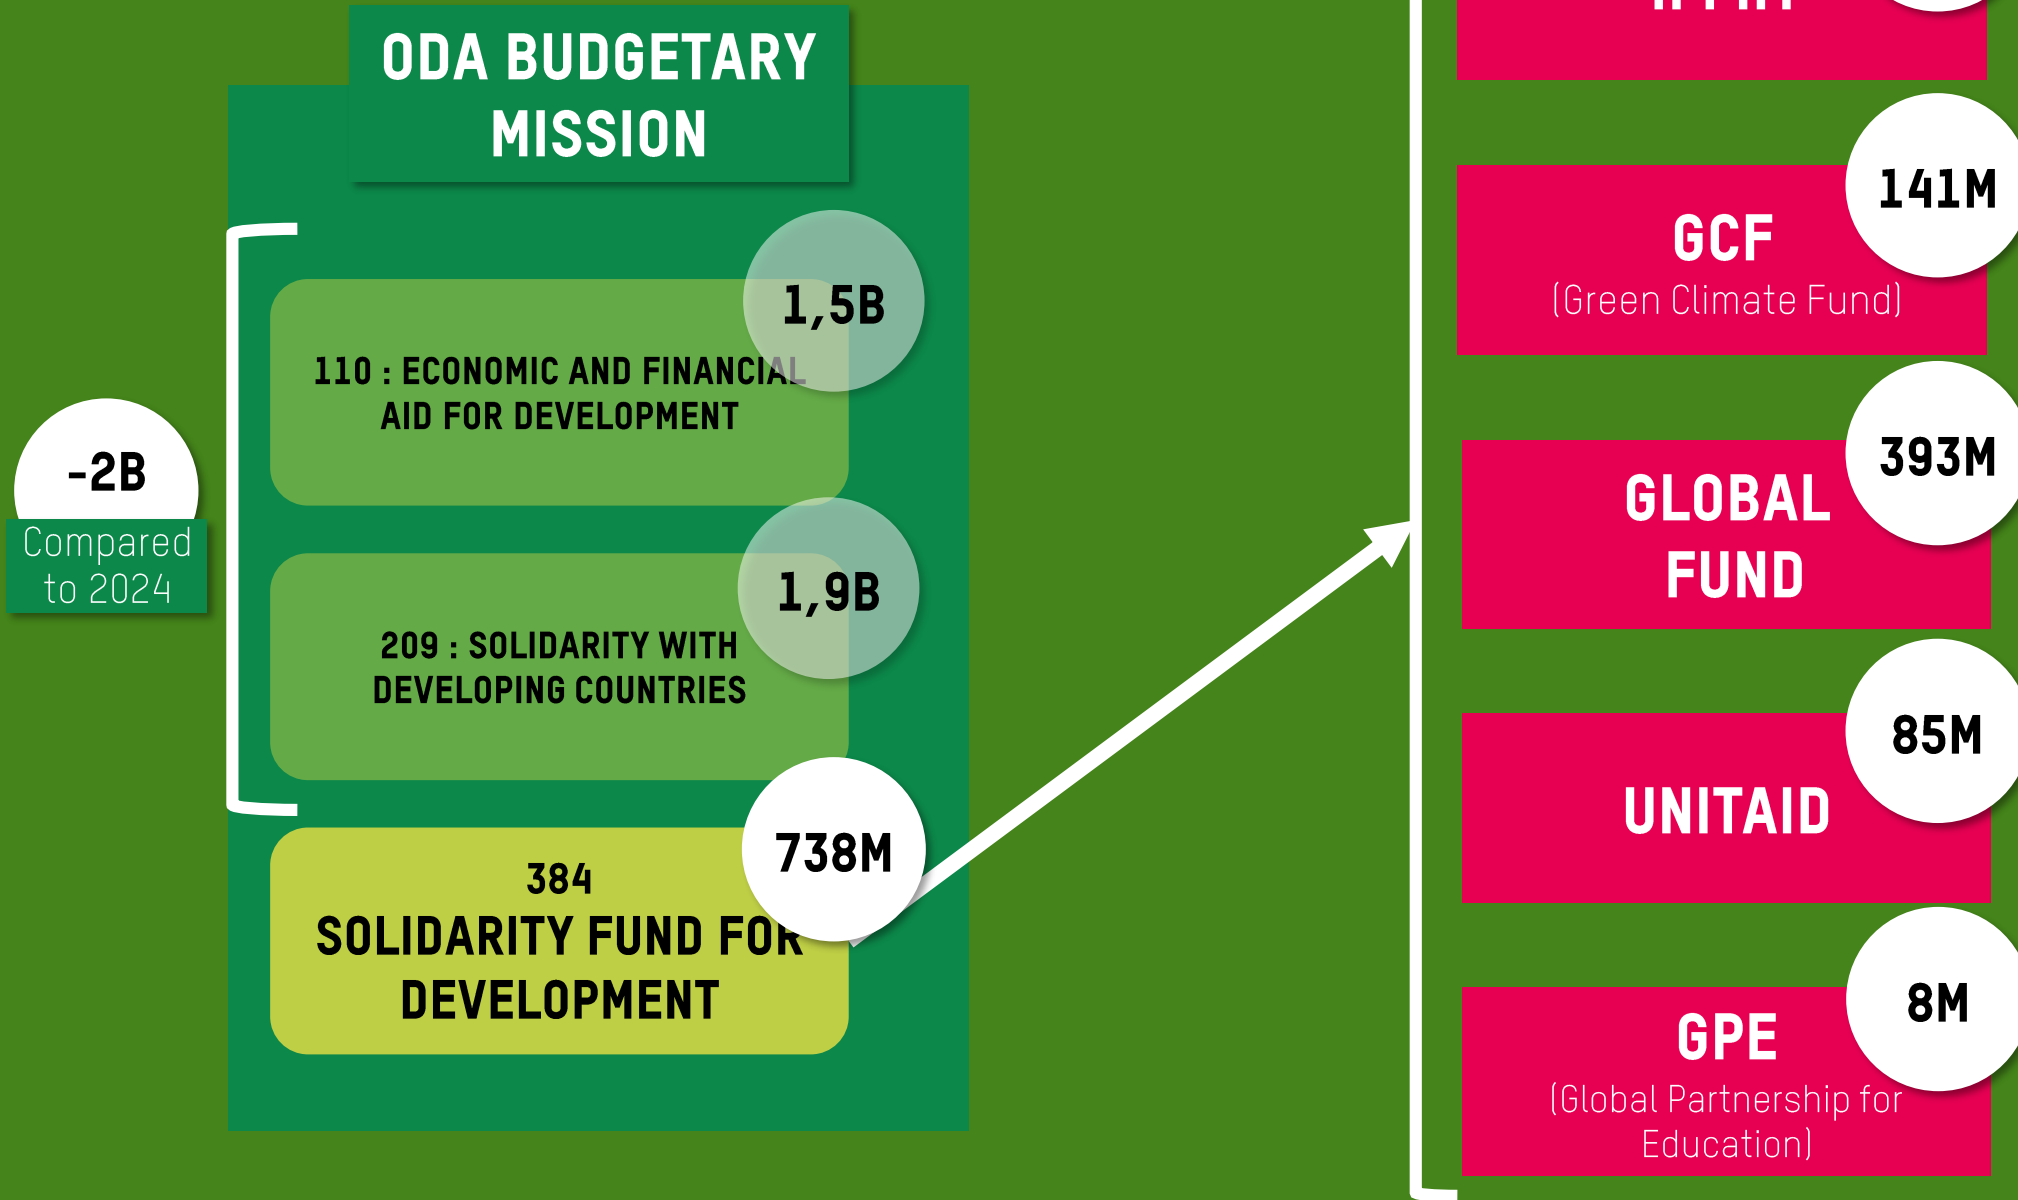 ODA BUDGETARY
MISSION
1,5B
110 : ECONOMIC AND FINANCIAL
AID FOR DEVELOPMENT
-2B
Compared
to 2024
1,9B
209 : SOLIDARITY WITH
DEVELOPING COUNTRIES
738M
384
SOLIDARITY FUND FOR
DEVELOPMENT
141M
GCF
(Green Climate Fund)
393M
GLOBAL
FUND
85M
UNITAID
8M
GPE
(Global Partnership for
Education)